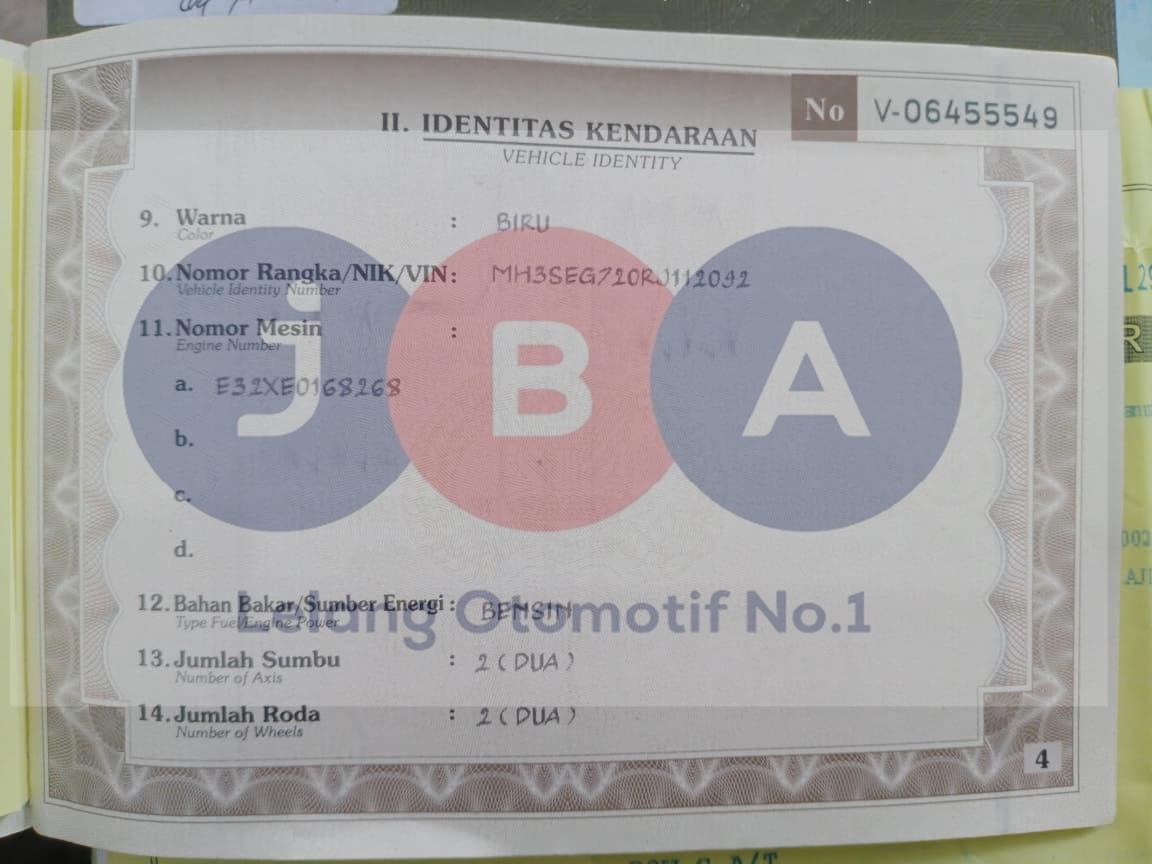 No V-06455549
II. IDENTITAS KENDARAAN
VEHICLE IDENTITY
9. Warna : BIRU
Color
10. Nomor Rangka/NIK/VIN : MH3SEG720RJ112092
Vehicle Identity Number
11. Nomor Mesin :
Engine Number
a. E32XE0168268
b.
c.
d.
jBA
Lelang Otomotif No.1
12. Bahan Bakar/Sumber Energi : BENSIN
Type Fuel/Engine Power
13. Jumlah Sumbu : 2 (DUA)
Number of Axis
14. Jumlah Roda : 2 (DUA)
Number of Wheels
4